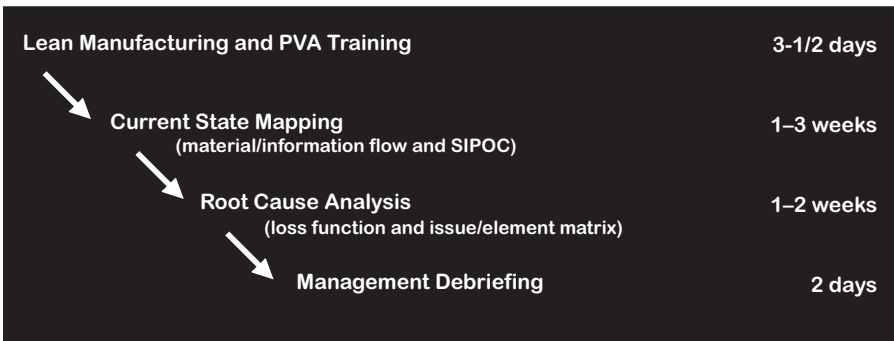 Lean Manufacturing and PVA Training 3-1/2 days
Current State Mapping 1–3 weeks
(material/information flow and SIPOC)
Root Cause Analysis 1–2 weeks
(loss function and issue/element matrix)
Management Debriefing 2 days